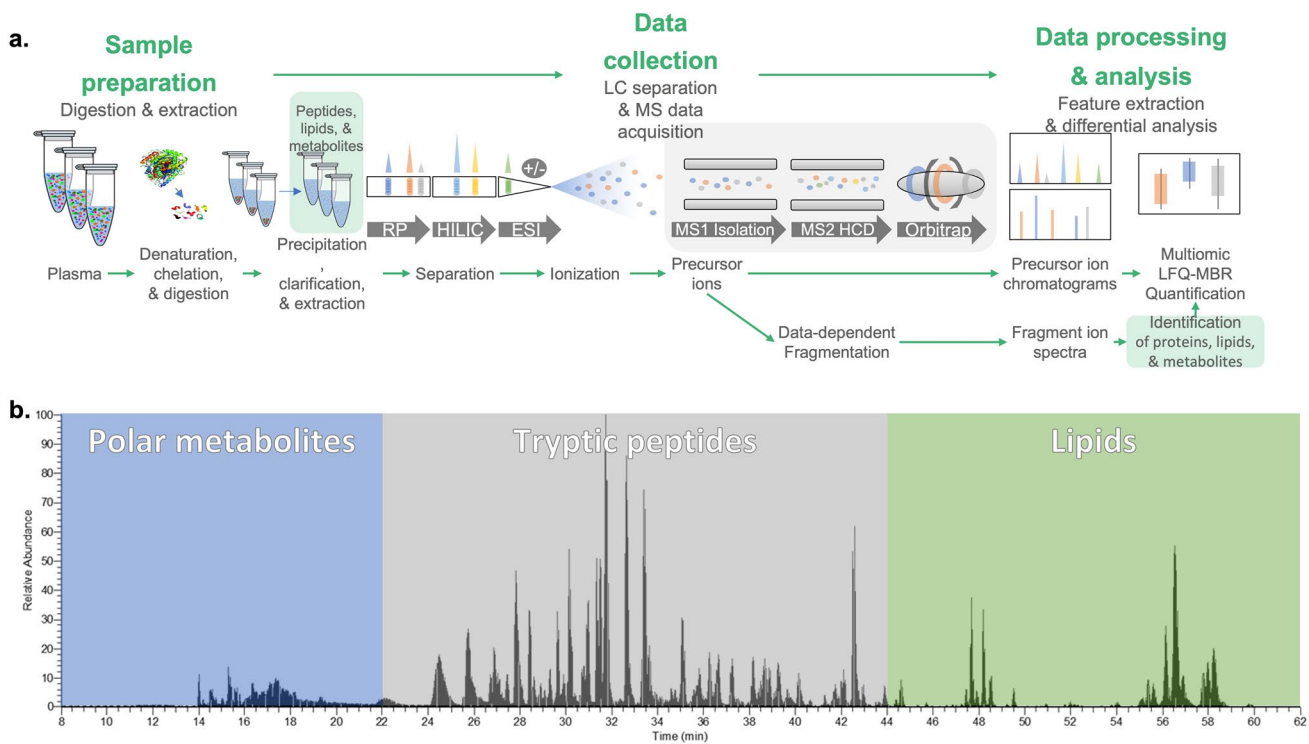 a.
Sample
preparation
Digestion & extraction
Data
collection
LC separation
& MS data
acquisition
Data processing
& analysis
Feature extraction
& differential analysis
Peptides,
lipids, &
metabolites
+/-
RP
HILIC
ESI
MS1 Isolation
MS2 HCD
Orbitrap
Plasma
Denaturation,
chelation,
& digestion
Precipitation
,
clarification,
& extraction
Separation
Ionization
Precursor
ions
Precursor ion
chromatograms
Multiomic
LFQ-MBR
Quantification
Data-dependent
Fragmentation
Fragment ion
spectra
Identification
of proteins, lipids,
& metabolites
b.
Polar metabolites
Tryptic peptides
Lipids
Relative Abundance
100
90
80
70
60
50
40
30
20
10
0
8 10 12 14 16 18 20 22 24 26 28 30 32 34 36 38 40 42 44 46 48 50 52 54 56 58 60 62
Time (min)